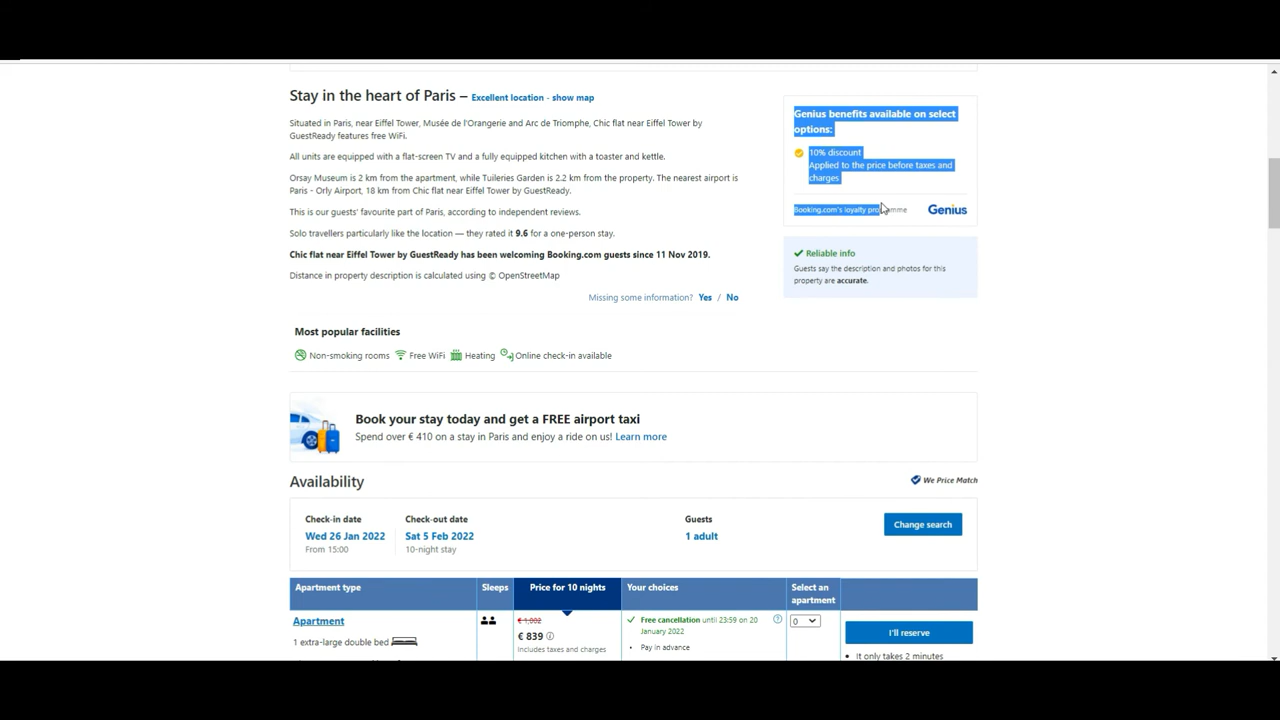 Stay in the heart of Paris – Excellent location - show map
Situated in Paris, near Eiffel Tower, Musée de l'Orangerie and Arc de Triomphe, Chic flat near Eiffel Tower by
GuestReady features free WiFi.
All units are equipped with a flat-screen TV and a fully equipped kitchen with a toaster and kettle.
Orsay Museum is 2 km from the apartment, while Tuileries Garden is 2.2 km from the property. The nearest airport is
Paris - Orly Airport, 18 km from Chic flat near Eiffel Tower by GuestReady.
This is our guests' favourite part of Paris, according to independent reviews.
Solo travellers particularly like the location — they rated it 9.6 for a one-person stay.
Chic flat near Eiffel Tower by GuestReady has been welcoming Booking.com guests since 11 Nov 2019.
Distance in property description is calculated using © OpenStreetMap
Missing some information? Yes / No
Genius benefits available on select
options:
10% discount
Applied to the price before taxes and
charges
Booking.com's loyalty programme
Genius
Reliable info
Guests say the description and photos for this
property are accurate.
Most popular facilities
Non-smoking rooms Free WiFi Heating Online check-in available
Book your stay today and get a FREE airport taxi
Spend over € 410 on a stay in Paris and enjoy a ride on us! Learn more
Availability
We Price Match
Check-in date Check-out date Guests
Wed 26 Jan 2022 Sat 5 Feb 2022 1 adult
From 15:00 10-night stay
Change search
Apartment type Sleeps Price for 10 nights Your choices Select an
apartment
Apartment
1 extra-large double bed
€ 1,002
€ 839
Includes taxes and charges
Free cancellation until 23:59 on 20
January 2022
• Pay in advance
0
I'll reserve
• It only takes 2 minutes